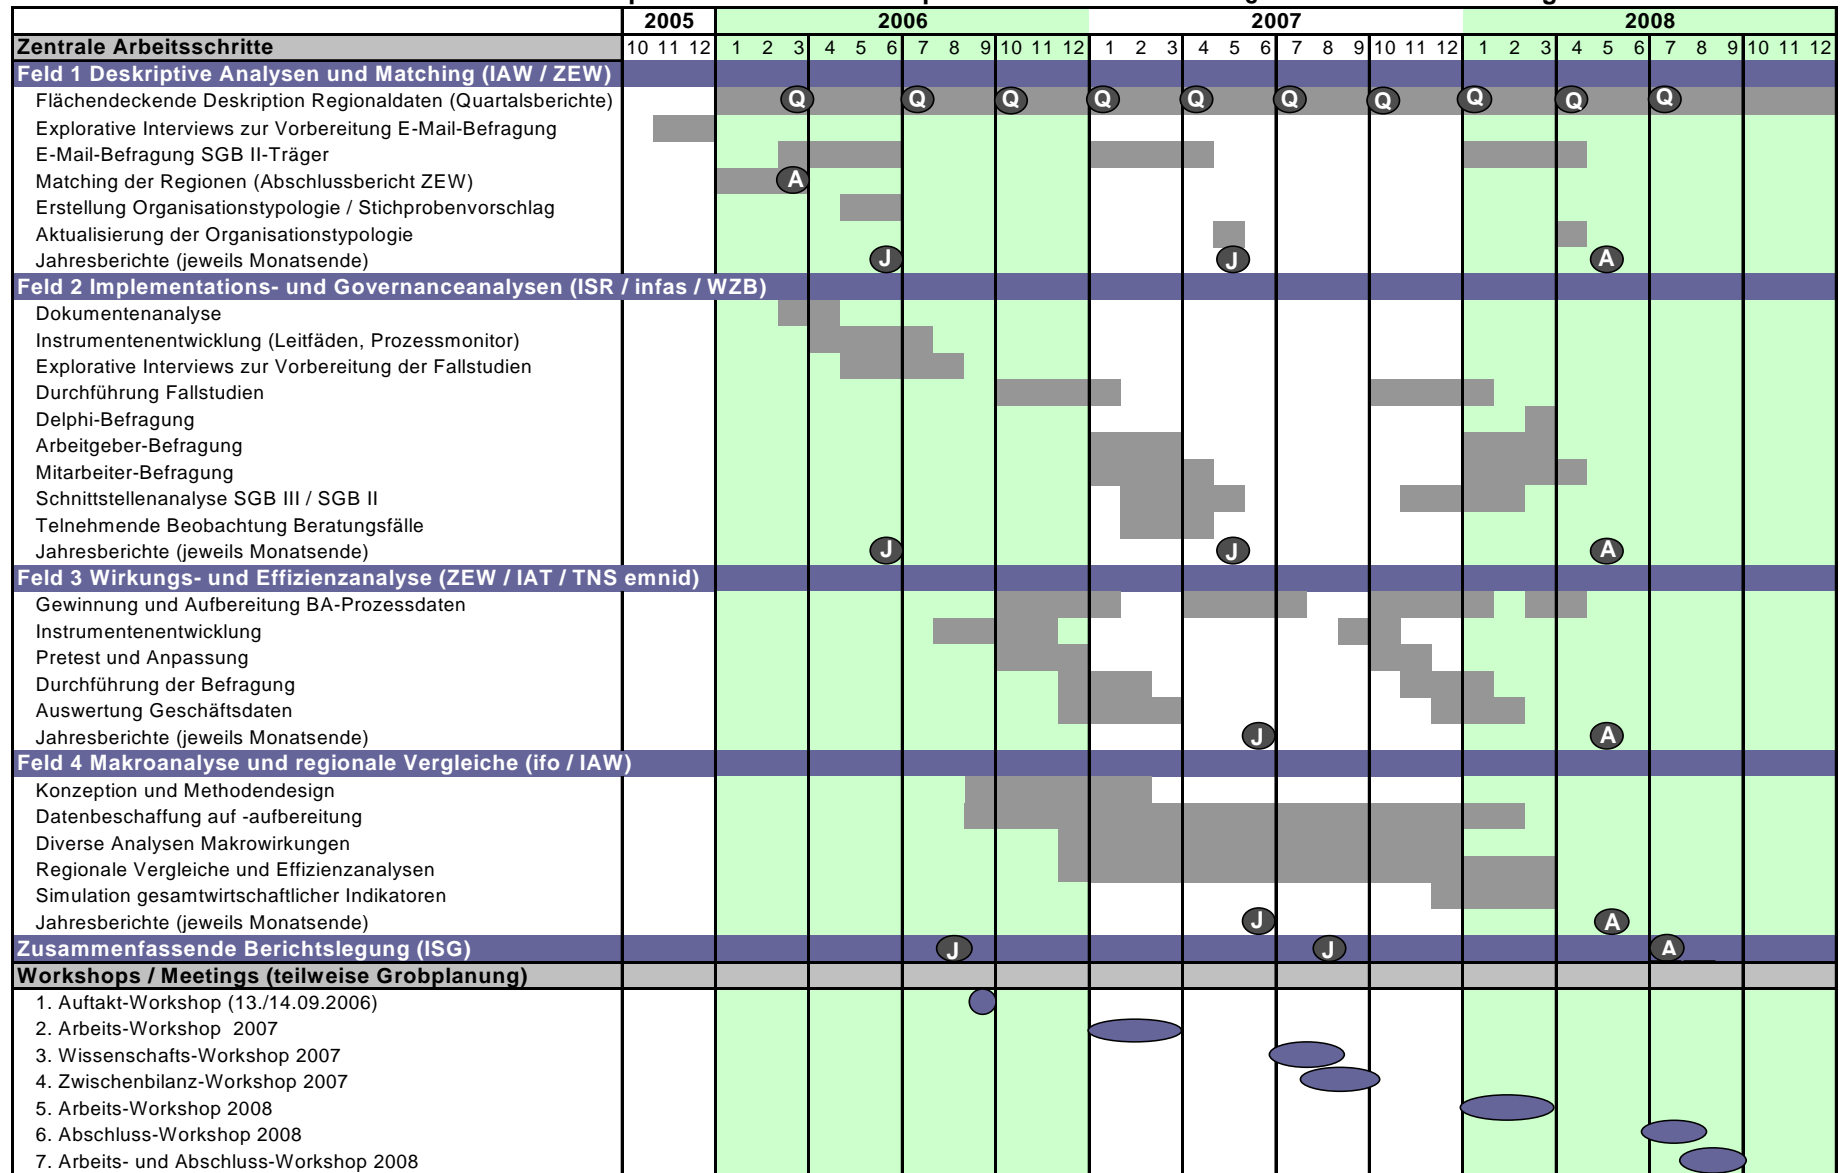 2005 2006 2007 2008
Zentrale Arbeitsschritte 10 11 12 1 2 3 4 5 6 7 8 9 10 11 12 1 2 3 4 5 6 7 8 9 10 11 12 1 2 3 4 5 6 7 8 9 10 11 12
Feld 1 Deskriptive Analysen und Matching (IAW / ZEW)
Flächendeckende Deskription Regionaldaten (Quartalsberichte) Q Q Q Q Q Q Q Q Q Q
Explorative Interviews zur Vorbereitung E-Mail-Befragung
E-Mail-Befragung SGB II-Träger
Matching der Regionen (Abschlussbericht ZEW) A
Erstellung Organisationstypologie / Stichprobenvorschlag
Aktualisierung der Organisationstypologie
Jahresberichte (jeweils Monatsende) J J A
Feld 2 Implementations- und Governanceanalysen (ISR / infas / WZB)
Dokumentenanalyse
Instrumentenentwicklung (Leitfäden, Prozessmonitor)
Explorative Interviews zur Vorbereitung der Fallstudien
Durchführung Fallstudien
Delphi-Befragung
Arbeitgeber-Befragung
Mitarbeiter-Befragung
Schnittstellenanalyse SGB III / SGB II
Telnehmende Beobachtung Beratungsfälle
Jahresberichte (jeweils Monatsende) J J A
Feld 3 Wirkungs- und Effizienzanalyse (ZEW / IAT / TNS emnid)
Gewinnung und Aufbereitung BA-Prozessdaten
Instrumentenentwicklung
Pretest und Anpassung
Durchführung der Befragung
Auswertung Geschäftsdaten
Jahresberichte (jeweils Monatsende) J A
Feld 4 Makroanalyse und regionale Vergleiche (ifo / IAW)
Konzeption und Methodendesign
Datenbeschaffung auf -aufbereitung
Diverse Analysen Makrowirkungen
Regionale Vergleiche und Effizienzanalysen
Simulation gesamtwirtschaftlicher Indikatoren
Jahresberichte (jeweils Monatsende) J A
Zusammenfassende Berichtslegung (ISG) J J A
Workshops / Meetings (teilweise Grobplanung)
1. Auftakt-Workshop (13./14.09.2006)
2. Arbeits-Workshop 2007
3. Wissenschafts-Workshop 2007
4. Zwischenbilanz-Workshop 2007
5. Arbeits-Workshop 2008
6. Abschluss-Workshop 2008
7. Arbeits- und Abschluss-Workshop 2008